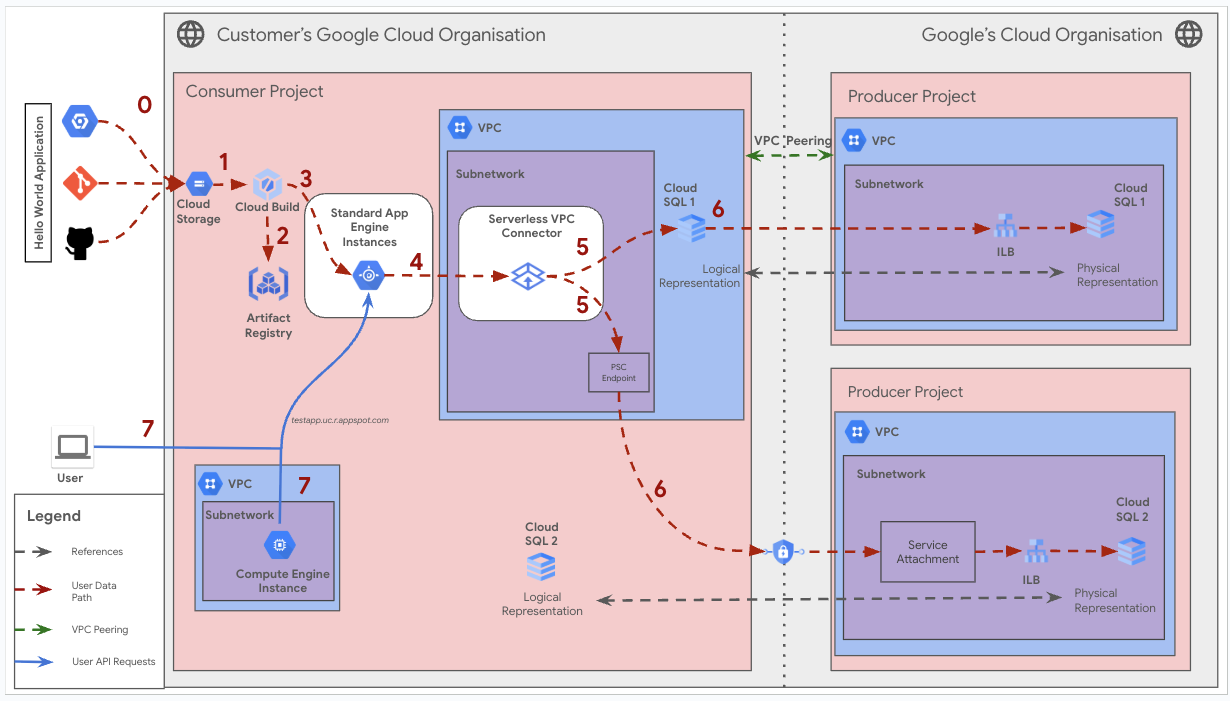 Customer's Google Cloud Organisation
Google's Cloud Organisation
Consumer Project
Producer Project
Hello World Application
0
1
Cloud
Storage
Cloud Build
2
3
Artifact
Registry
Standard App
Engine
Instances
4
VPC
Subnetwork
Serverless VPC
Connector
5
5
PSC
Endpoint
Cloud
SQL 1
6
Logical
Representation
VPC Peering
VPC
Subnetwork
ILB
Cloud
SQL 1
Physical
Representation
testapp.uc.r.appspot.com
7
User
VPC
7
Subnetwork
Compute Engine
Instance
6
Cloud
SQL 2
Logical
Representation
Producer Project
VPC
Subnetwork
Service
Attachment
ILB
Cloud
SQL 2
Physical
Representation
Legend
References
User Data
Path
VPC Peering
User API Requests